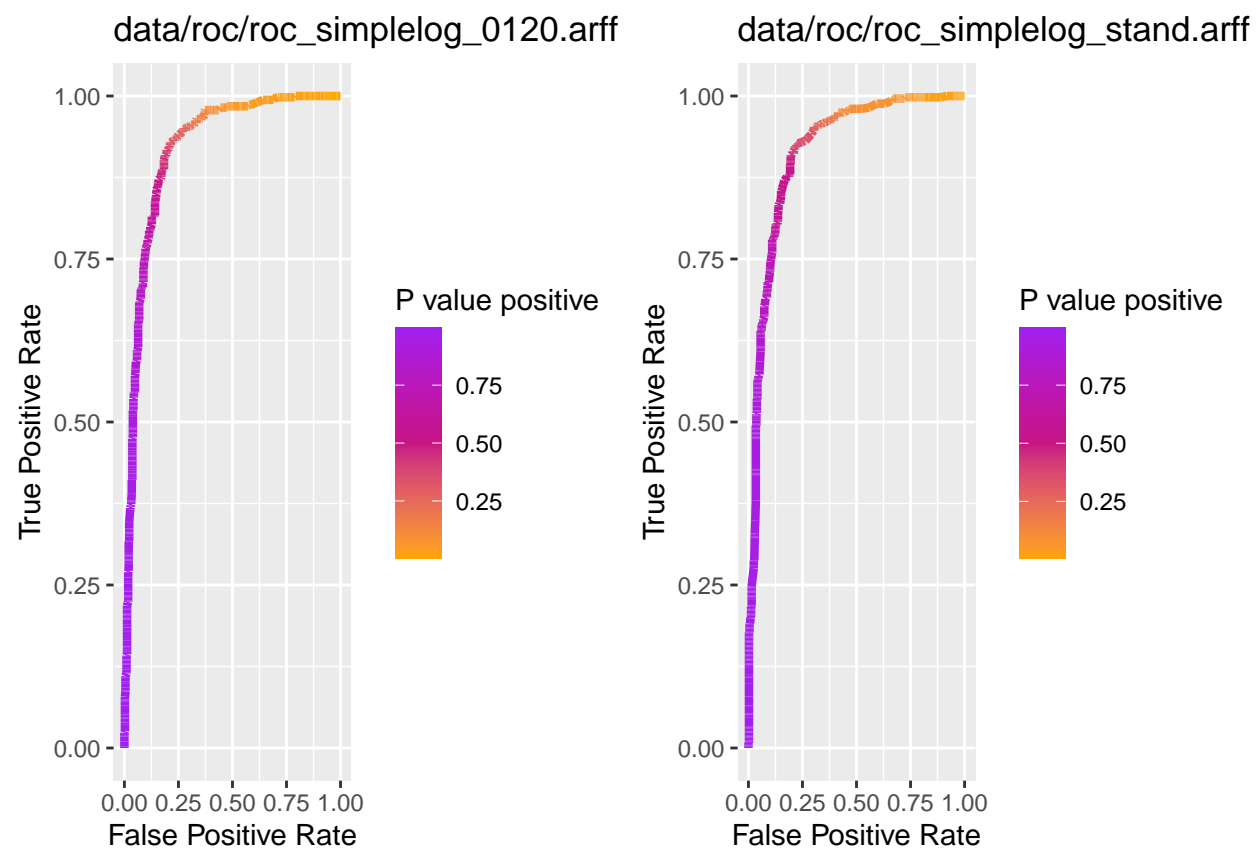 data/roc/roc_simplelog_0120.arff
1.00
0.75
0.50
0.25
0.00
True Positive Rate
0.00 0.25 0.50 0.75 1.00
False Positive Rate
P value positive
0.75
0.50
0.25
data/roc/roc_simplelog_stand.arff
1.00
0.75
0.50
0.25
0.00
True Positive Rate
0.00 0.25 0.50 0.75 1.00
False Positive Rate
P value positive
0.75
0.50
0.25